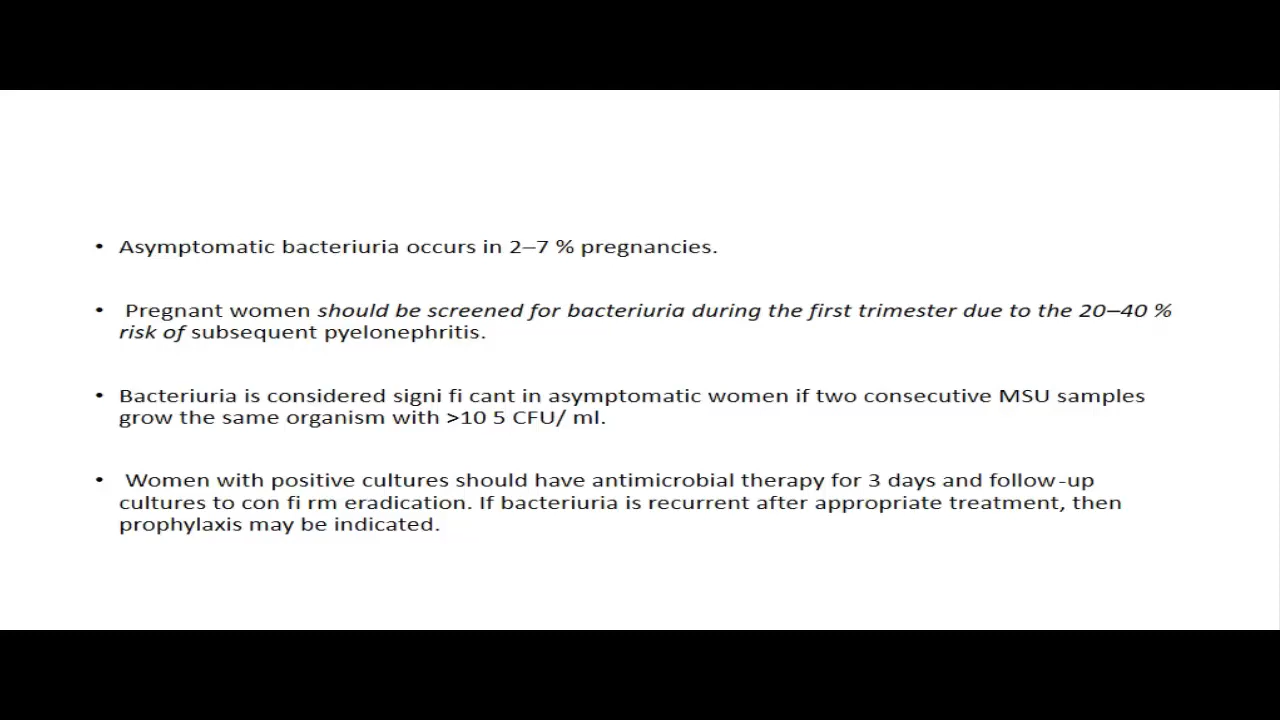 • Asymptomatic bacteriuria occurs in 2–7 % pregnancies.
• Pregnant women should be screened for bacteriuria during the first trimester due to the 20–40 %
risk of subsequent pyelonephritis.
• Bacteriuria is considered signi fi cant in asymptomatic women if two consecutive MSU samples
grow the same organism with >10 5 CFU/ ml.
• Women with positive cultures should have antimicrobial therapy for 3 days and follow-up
cultures to con fi rm eradication. If bacteriuria is recurrent after appropriate treatment, then
prophylaxis may be indicated.